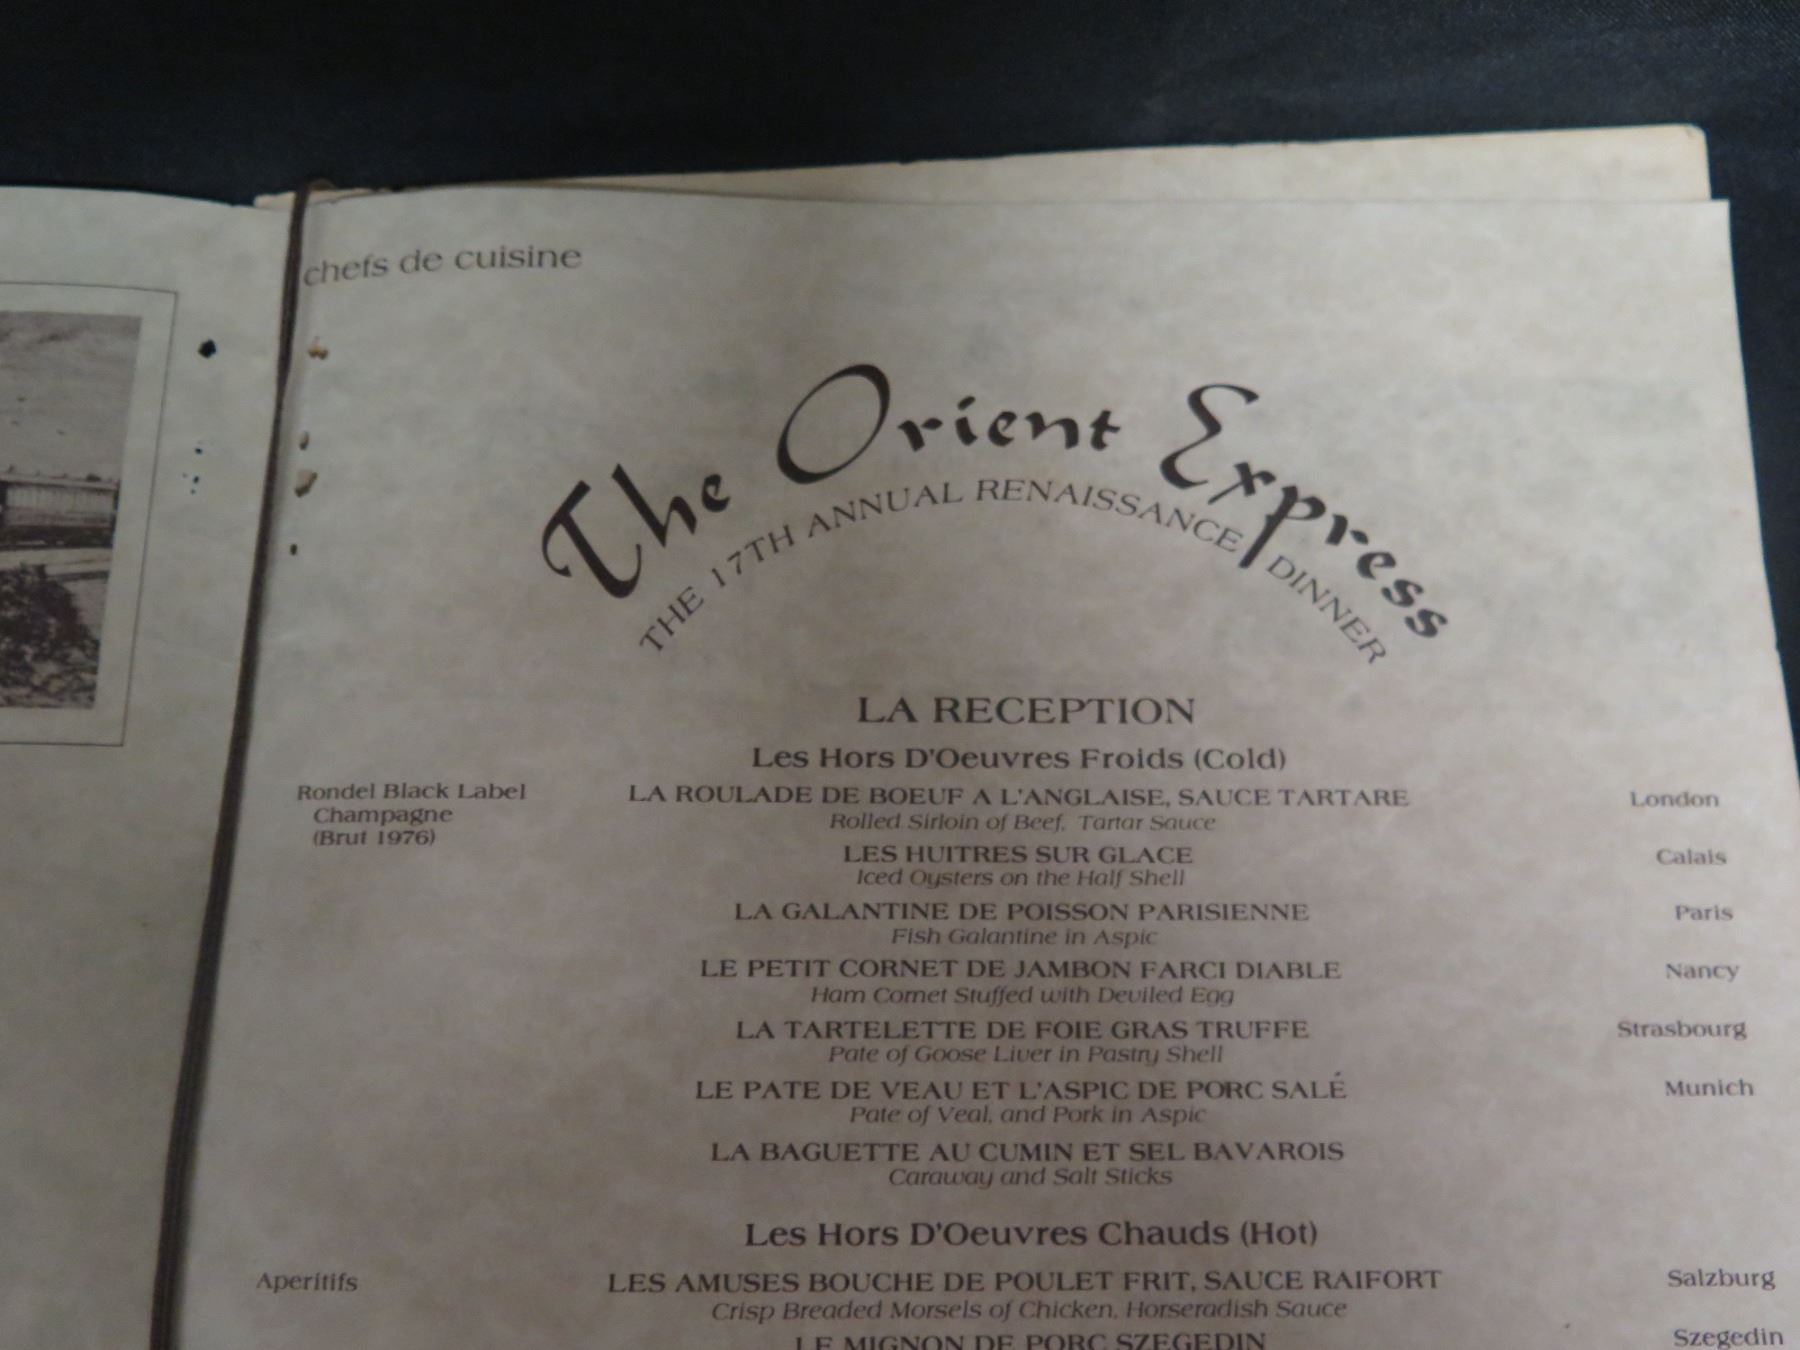 chefs de cuisine
The Orient Express
THE 17TH ANNUAL RENAISSANCE DINNER
LA RECEPTION
Les Hors D'Oeuvres Froids (Cold)
Rondel Black Label
Champagne
(Brut 1976)
LA ROULADE DE BOEUF A L'ANGLAISE, SAUCE TARTARE
London
Rolled Sirloin of Beef, Tartar Sauce
LES HUITRES SUR GLACE
Calais
Iced Oysters on the Half Shell
LA GALANTINE DE POISSON PARISIENNE
Paris
Fish Galantine in Aspic
LE PETIT CORNET DE JAMBON FARCI DIABLE
Nancy
Ham Cornet Stuffed with Deviled Egg
LA TARTELETTE DE FOIE GRAS TRUFFE
Strasbourg
Pate of Goose Liver in Pastry Shell
LE PATE DE VEAU ET L'ASPIC DE PORC SALÉ
Munich
Pate of Veal, and Pork in Aspic
LA BAGUETTE AU CUMIN ET SEL BAVAROIS
Caraway and Salt Sticks
Les Hors D'Oeuvres Chauds (Hot)
Aperitifs
LES AMUSES BOUCHE DE POULET FRIT, SAUCE RAIFORT
Salzburg
Crisp Breaded Morsels of Chicken, Horseradish Sauce
LE MIGNON DE PORC SZEGEDIN
Szegedin